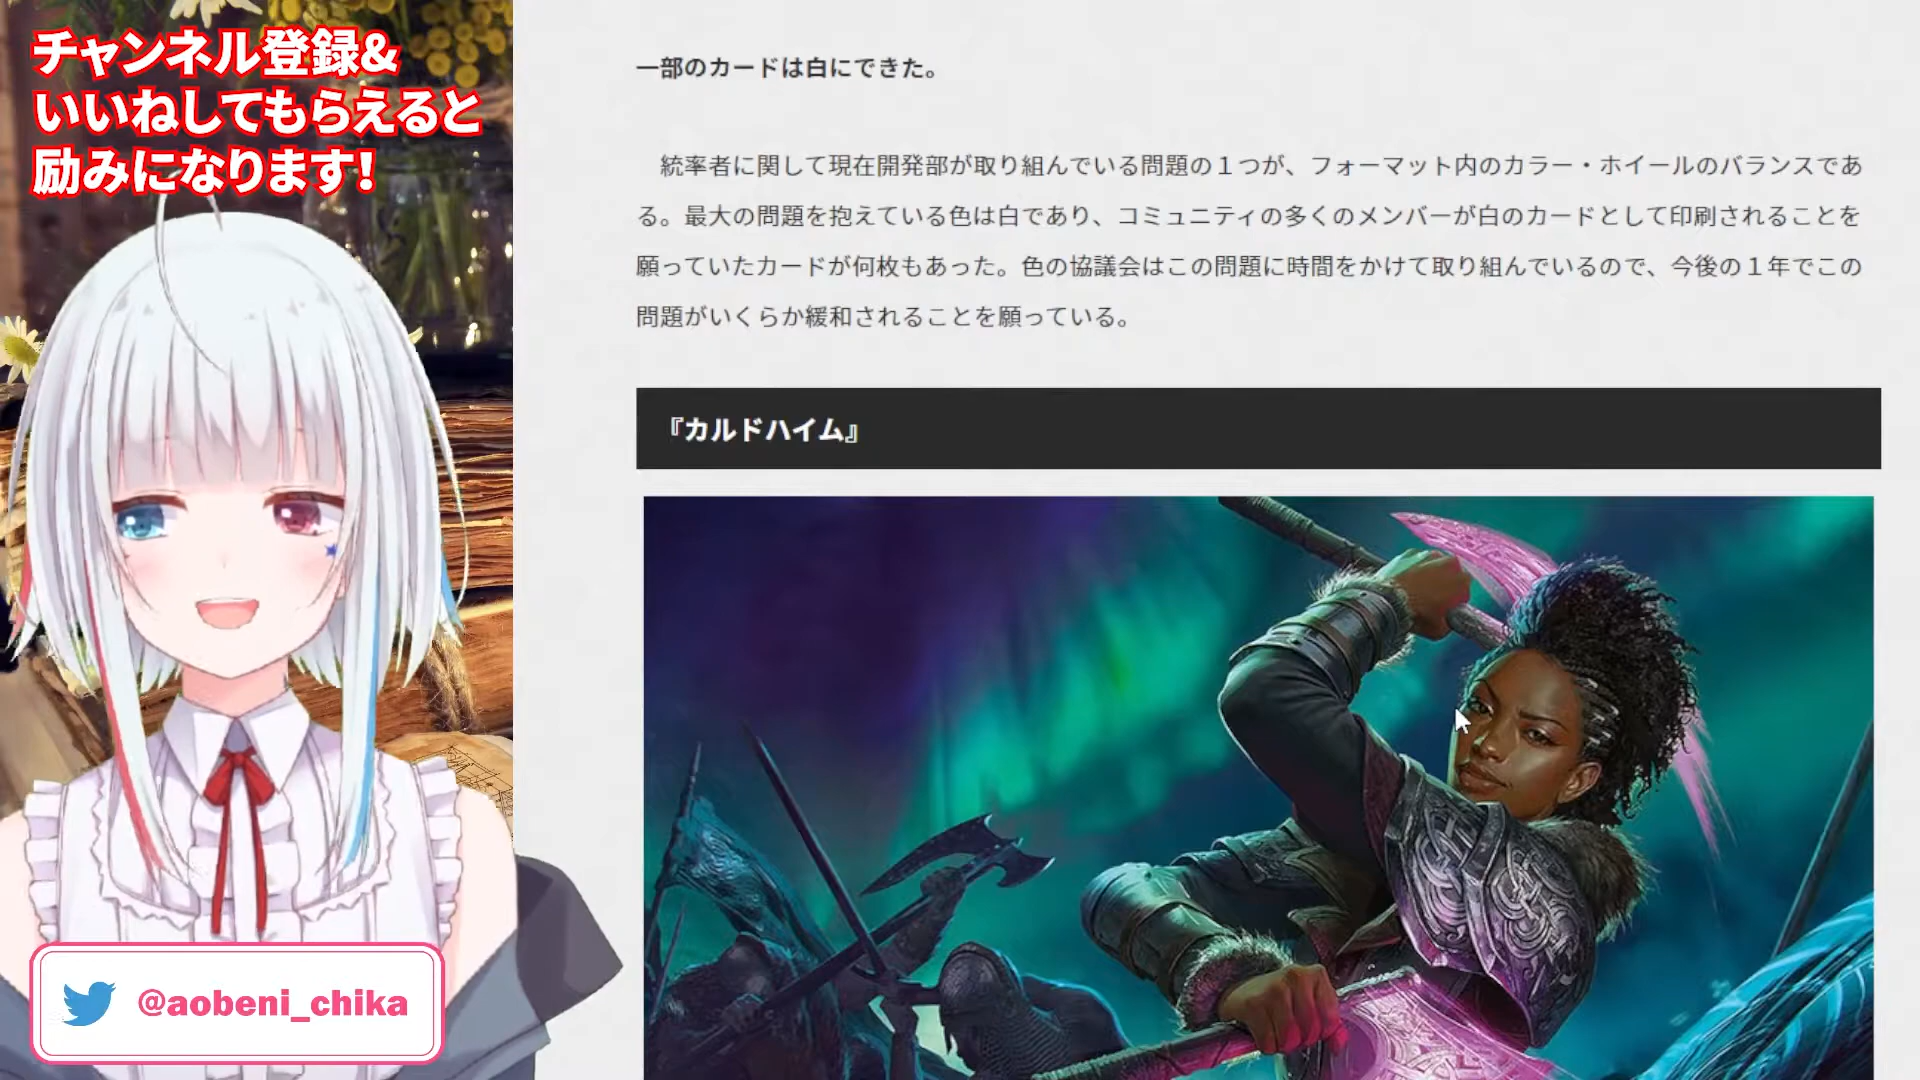 チャンネル登録&
いいねしてもらえると
励みになります!
一部のカードは白にできた。
統率者に関して現在開発部が取り組んでいる問題の１つが、フォーマット内のカラー・ホイールのバランスであ
る。最大の問題を抱えている色は白であり、コミュニティの多くのメンバーが白のカードとして印刷されることを
願っていたカードが何枚もあった。色の協議会はこの問題に時間をかけて取り組んでいるので、今後の１年でこの
問題がいくらか緩和されることを願っている。
『カルドハイム』
@aobeni_chika